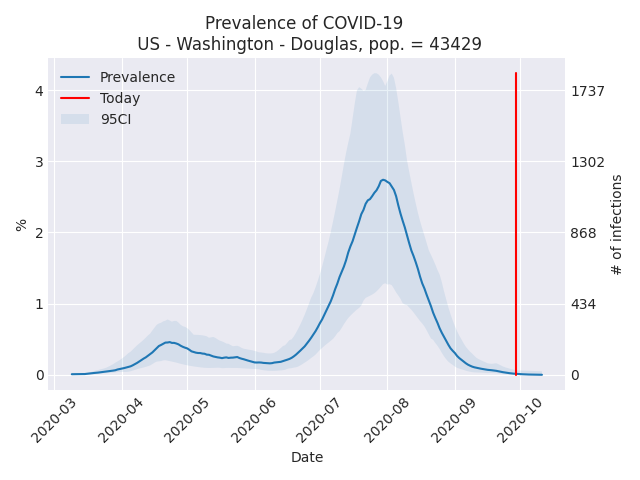 Prevalence of COVID-19
US - Washington - Douglas, pop. = 43429
Prevalence
Today
95CI
4
3
2
1
0
%
1737
1302
868
434
0
# of infections
2020-03
2020-04
2020-05
2020-06
2020-07
2020-08
2020-09
2020-10
Date